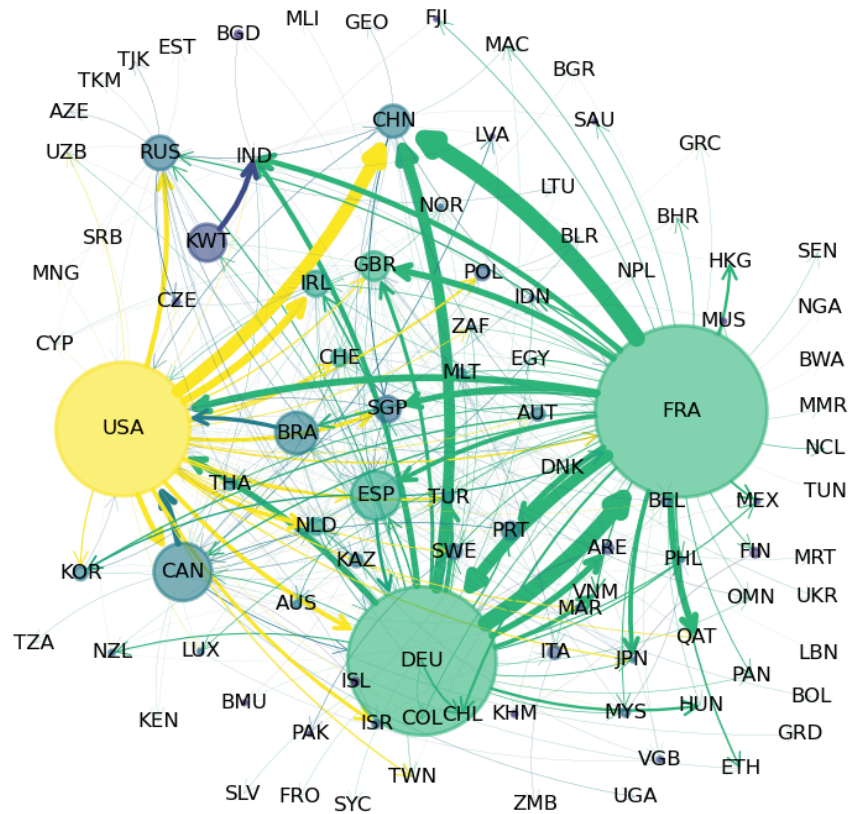 FJI
MLI
GEO
BGD
MAC
EST
TJK
BGR
TKM
AZE
CHN
SAU
LVA
GRC
UZB
RUS
IND
LTU
NOR
BHR
SRB
KWT
BLR
SEN
HKG
GBR
NPL
MNG
POL
IRL
IDN
CZE
NGA
MUS
ZAF
CYP
CHE
EGY
BWA
MLT
MMR
SGP
FRA
AUT
USA
BRA
NCL
DNK
THA
TUN
ESP
TUR
BEL
MEX
NLD
PRT
ARE
SWE
FIN
KAZ
PHL
MRT
KOR
CAN
VNM
OMN
UKR
AUS
MAR
QAT
TZA
NZL
LUX
ITA
LBN
DEU
JPN
PAN
ISL
BOL
BMU
HUN
KEN
COL
CHL
KHM
MYS
ISR
PAK
GRD
VGB
ETH
TWN
SLV
FRO
UGA
SYC
ZMB